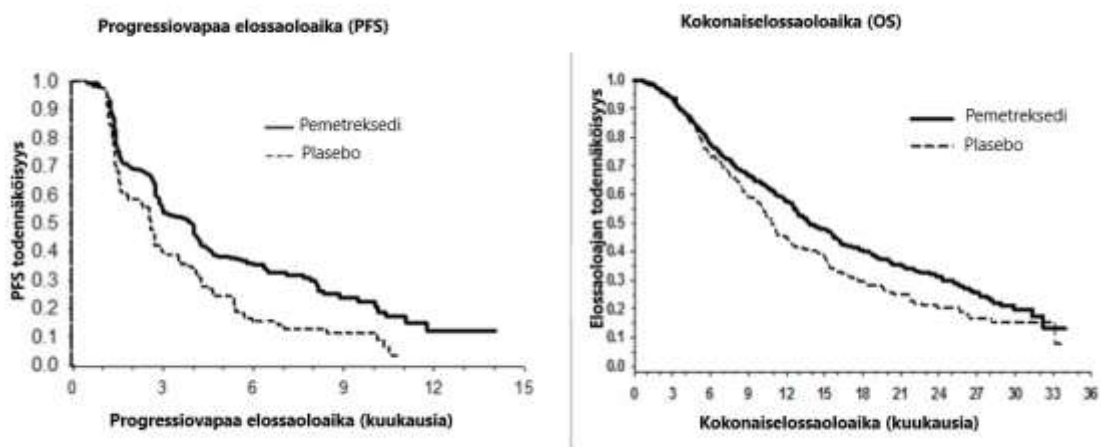 Progressiovapaa elossaoloaika (PFS)
PFS todennäköisyys
1.0
0.9
0.8
0.7
0.6
0.5
0.4
0.3
0.2
0.1
0.0
Pemetreksedi
Plasebo
0 3 6 9 12 15
Progressiovapaa elossaoloaika (kuukausia)
Kokonaiselossaoloaika (OS)
Elossaoloajan todennäköisyys
1.0
0.9
0.8
0.7
0.6
0.5
0.4
0.3
0.2
0.1
0.0
Pemetreksedi
Plasebo
0 3 6 9 12 15 18 21 24 27 30 33 36
Kokonaiselossaoloaika (kuukausia)